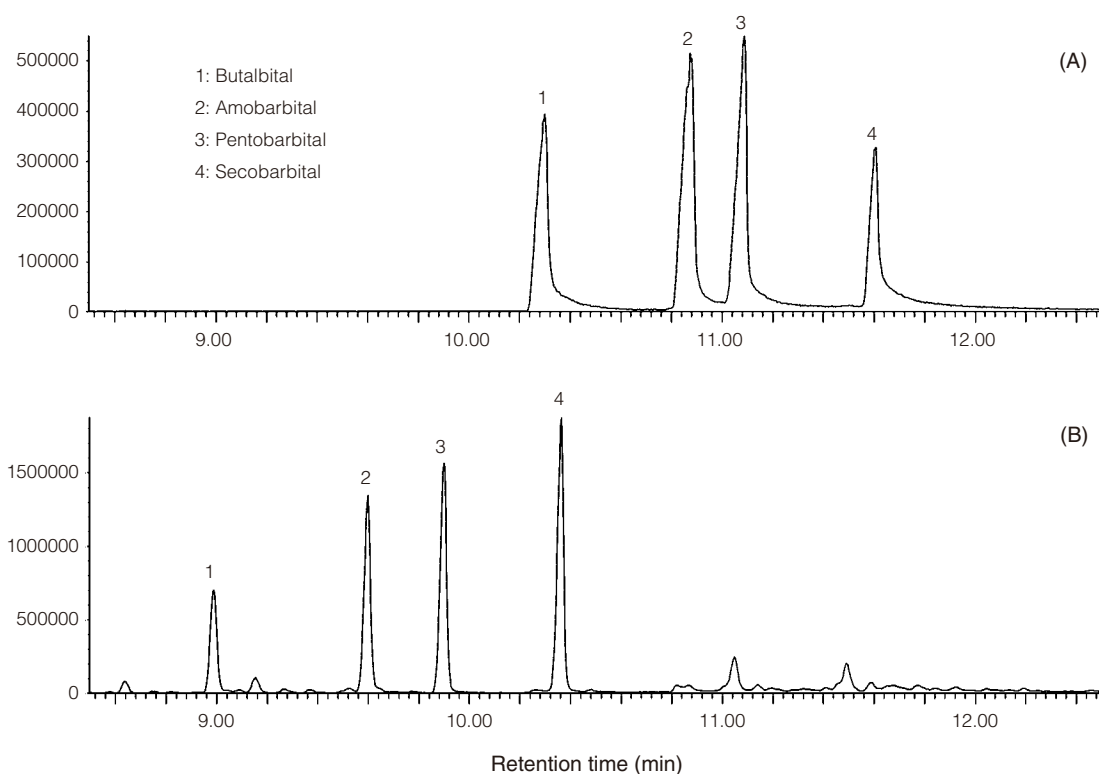 3
500000
2
(A)
1: Butalbital
400000
1
2: Amobarbital
3: Pentobarbital
4
300000
4: Secobarbital
200000
100000
0
9.00 10.00 11.00 12.00
4
(B)
3
1500000
2
1000000
1
500000
0
9.00 10.00 11.00 12.00
Retention time (min)